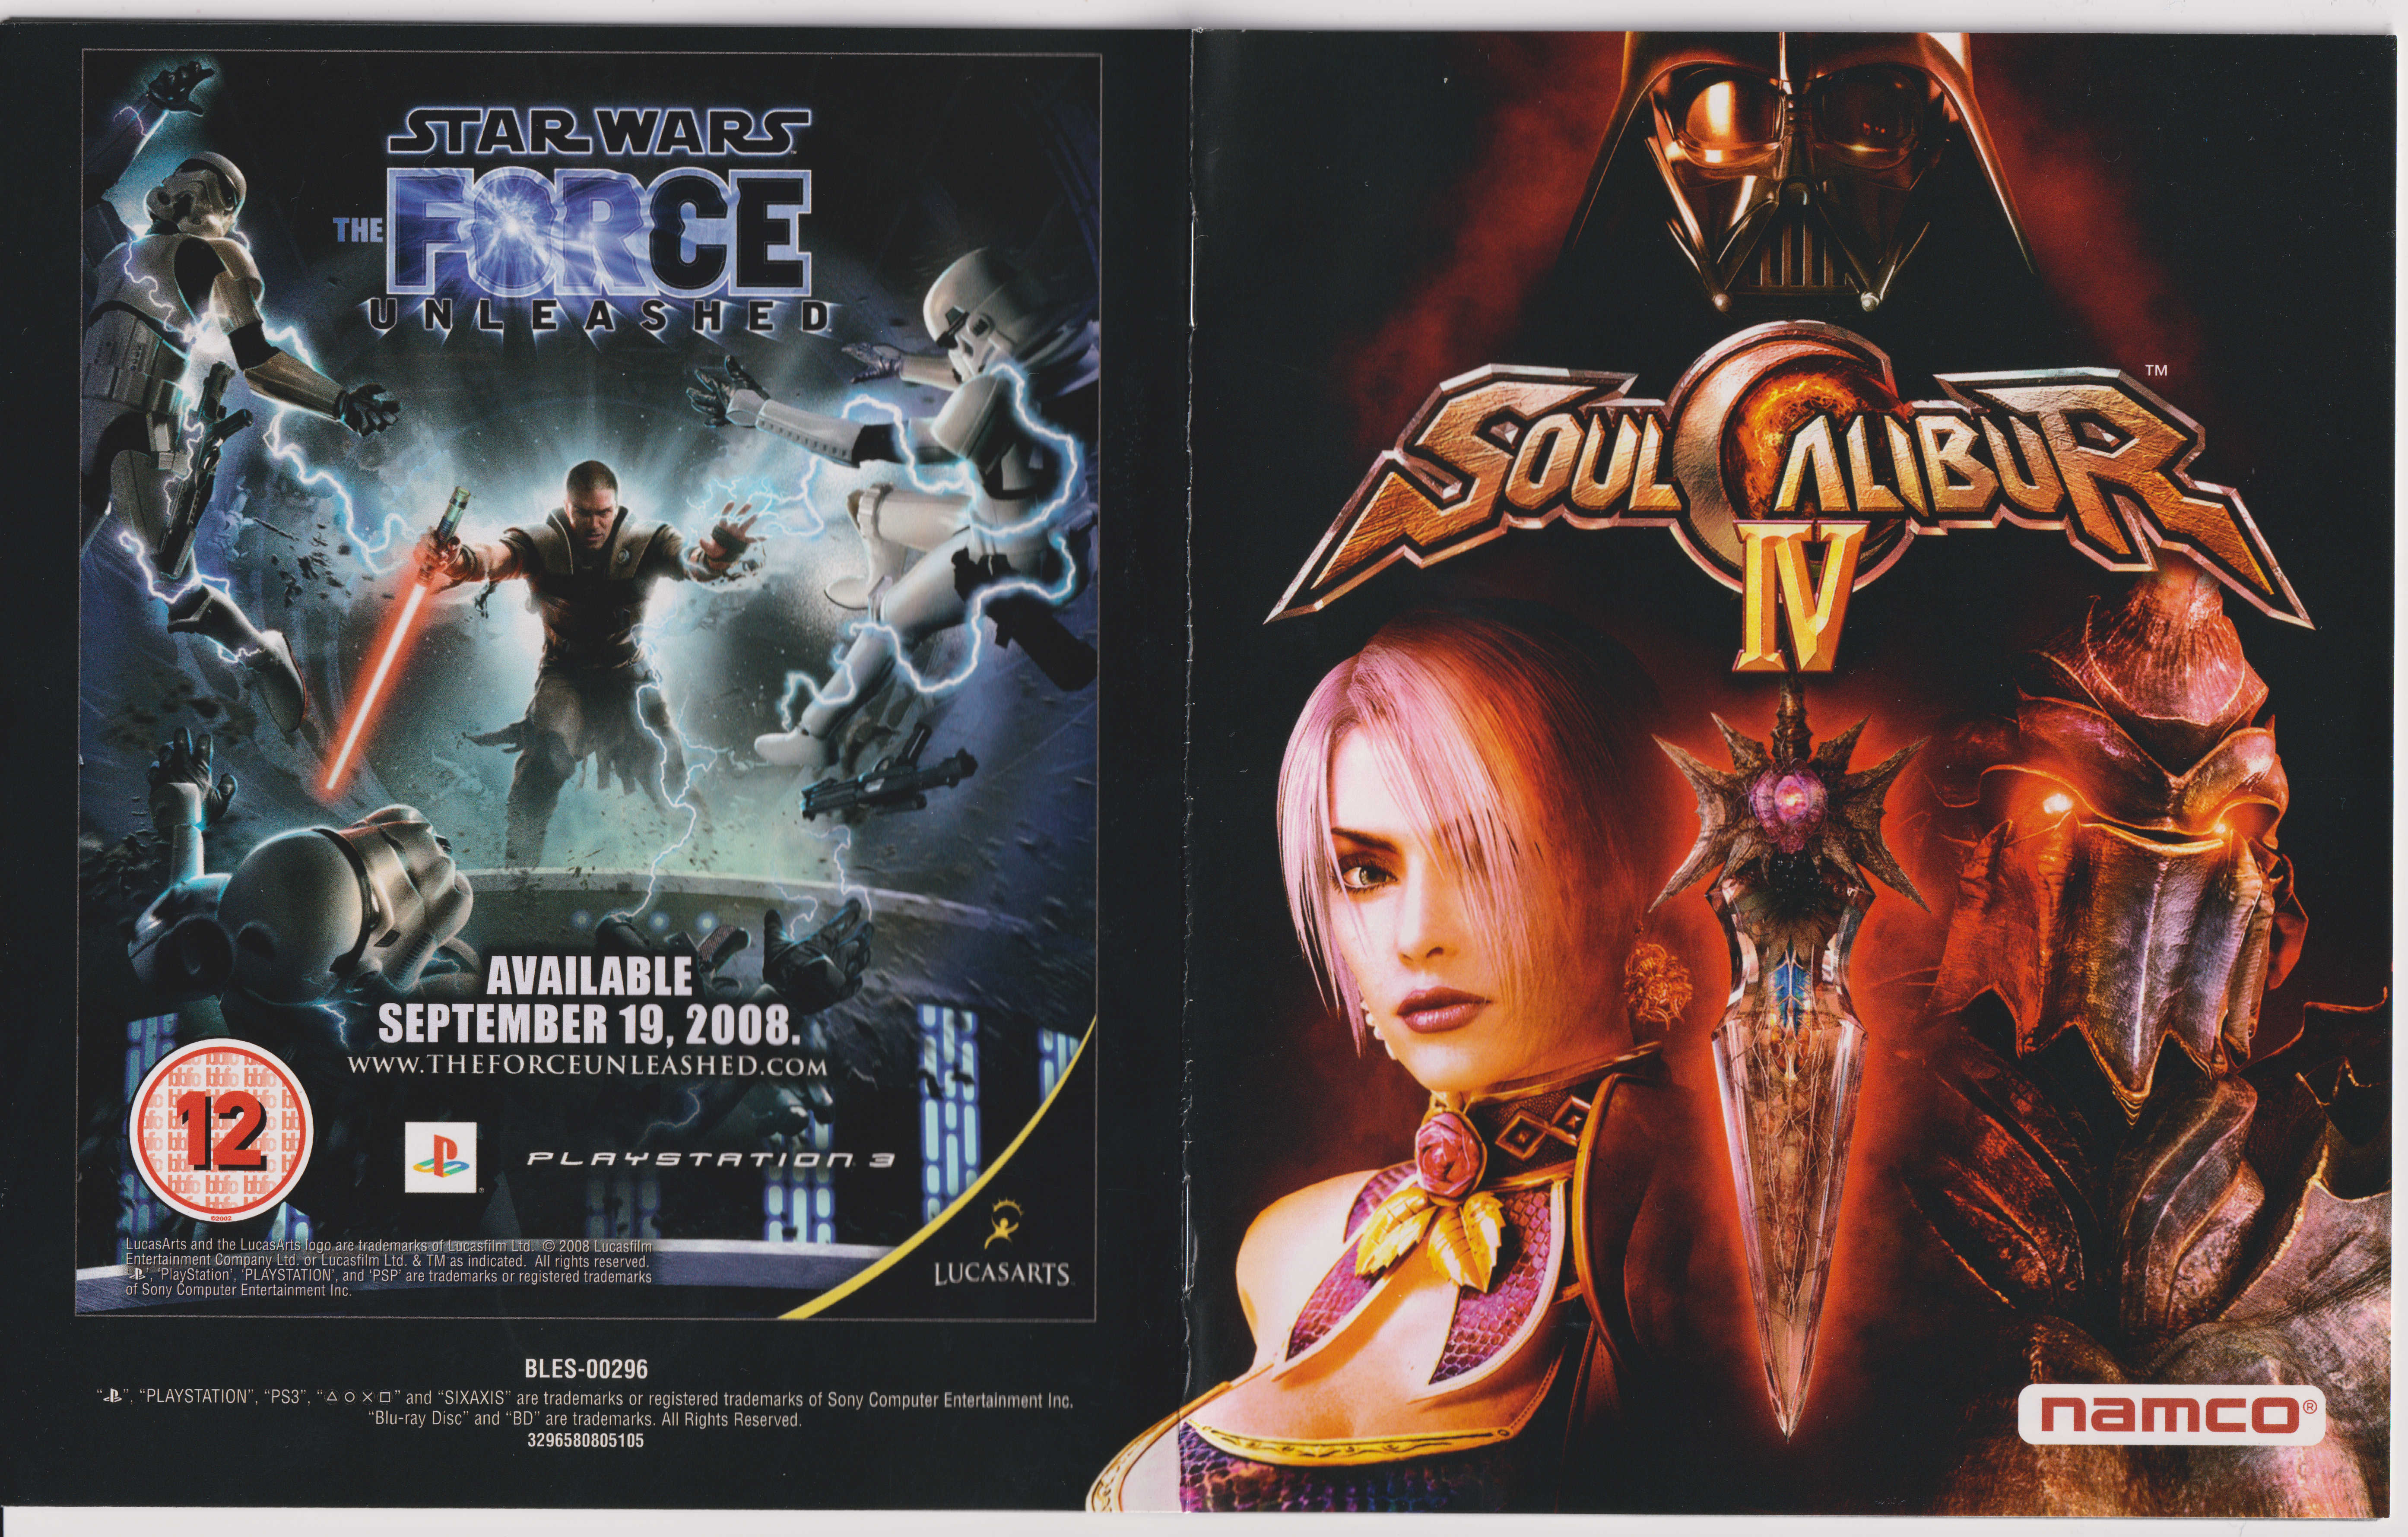 STAR WARS
THE FORCE
UNLEASHED
AVAILABLE
SEPTEMBER 19, 2008.
WWW.THEFORCEUNLEASHED.COM
12
©2002
PLAYSTATION 3
LucasArts and the LucasArts logo are trademarks of Lucasfilm Ltd. © 2008 Lucasfilm
Entertainment Company Ltd. or Lucasfilm Ltd. & TM as indicated. All rights reserved.
‘PS’, ‘PlayStation’, ‘PLAYSTATION’, and ‘PSP’ are trademarks or registered trademarks
of Sony Computer Entertainment Inc.
LUCASARTS
BLES-00296
“PS”, “PLAYSTATION”, “PS3”, “△○×□” and “SIXAXIS” are trademarks or registered trademarks of Sony Computer Entertainment Inc.
“Blu-ray Disc” and “BD” are trademarks. All Rights Reserved.
3296580805105
SOULCALIBUR ™
IV
namco®